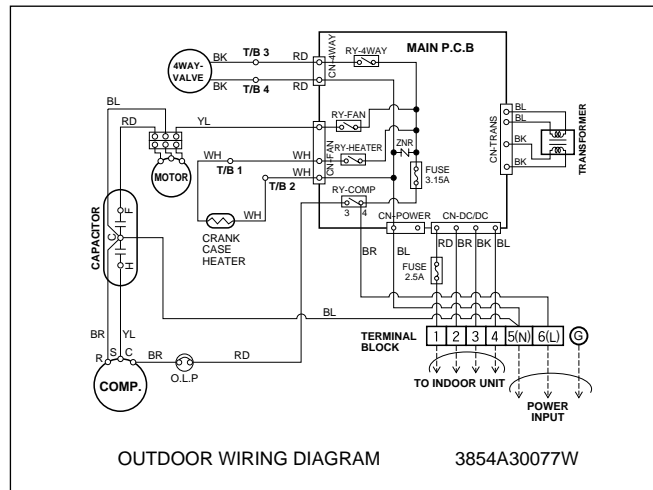 MAIN P.C.B
4WAY-
VALVE
BK
T/B 3
RD
BK
T/B 4
RD
CN-4WAY
RY-4WAY
BL
RD
YL
RY-FAN
MOTOR
WH
T/B 1
WH
WH
T/B 2
WH
CN-FAN
RY-HEATER
ZNR
FUSE
3.15A
RY-COMP
3 4
CN-TRANS
BL
BL
BK
BK
TRANSFORMER
CAPACITOR
F
C
H
CRANK
CASE
HEATER
CN-POWER
CN-DC/DC
BR
BL
RD
BR
BK
BL
FUSE
2.5A
BL
BR
YL
R
S
C
BR
RD
O.L.P
COMP.
TERMINAL
BLOCK
1 2 3 4 5(N) 6(L) G
TO INDOOR UNIT
POWER
INPUT
OUTDOOR WIRING DIAGRAM 3854A30077W